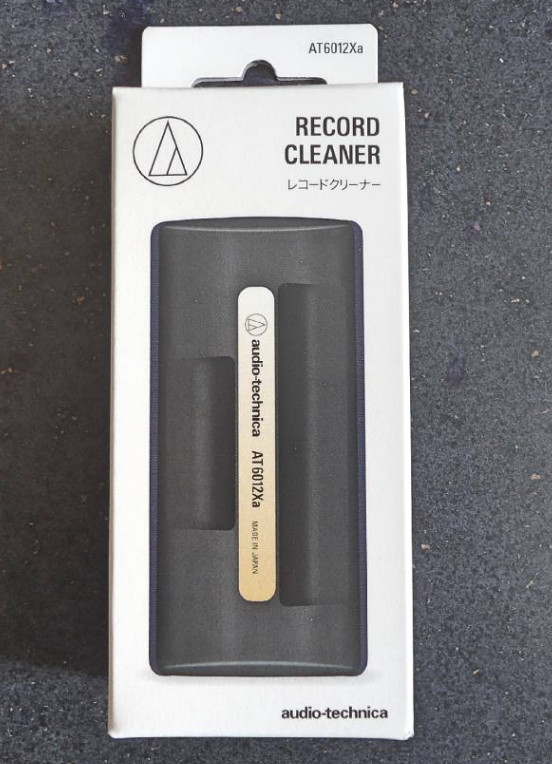 AT6012Xa
RECORD
CLEANER
レコードクリーナー
audio-technica AT6012Xa MADE IN JAPAN
audio-technica